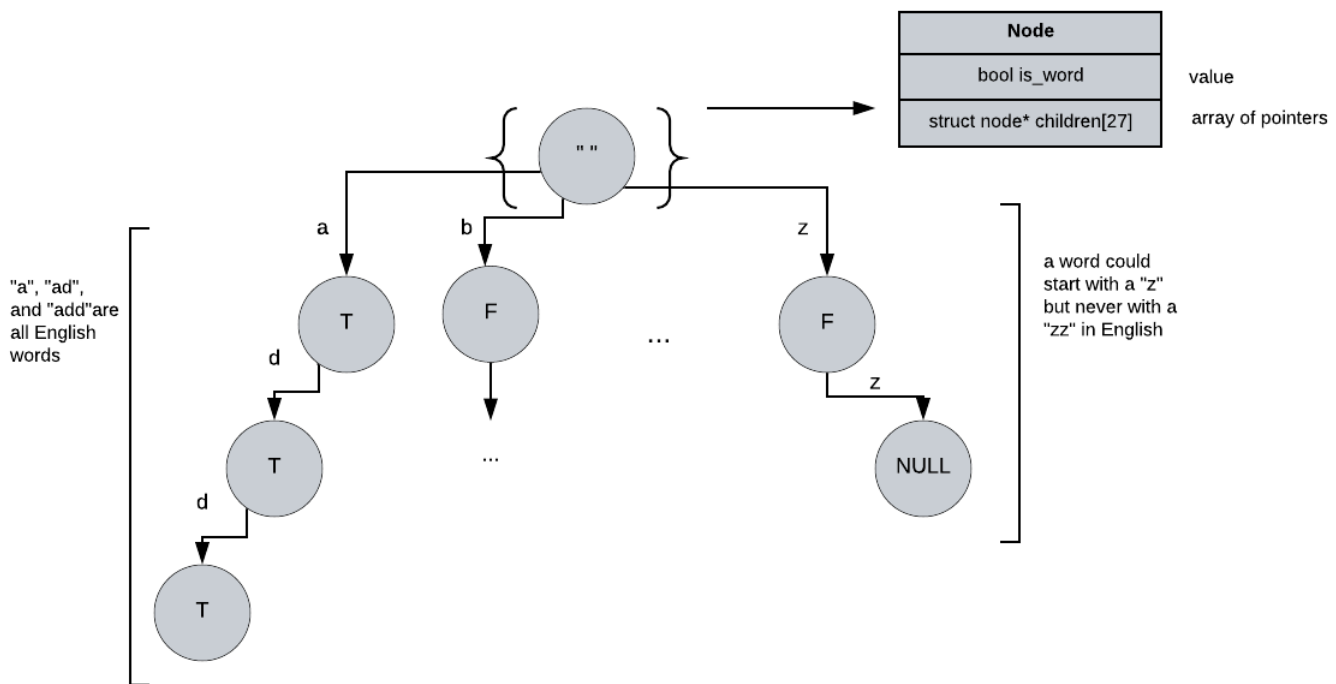 Node
bool is_word
value
struct node* children[27]
array of pointers
" "
a
b
z
"a", "ad",
and "add"are
all English
words
T
F
...
F
a word could
start with a "z"
but never with a
"zz" in English
d
z
T
...
NULL
d
T